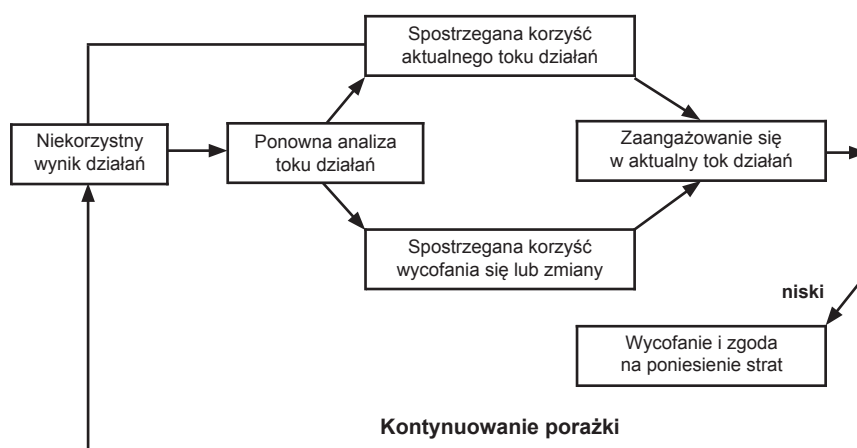 Spostrzegana korzyść
aktualnego toku działań
Niekorzystny
wynik działań
Ponowna analiza
toku działań
Zaangażowanie się
w aktualny tok działań
Spostrzegana korzyść
wycofania się lub zmiany
niski
Wycofanie i zgoda
na poniesienie strat
Kontynuowanie porażki